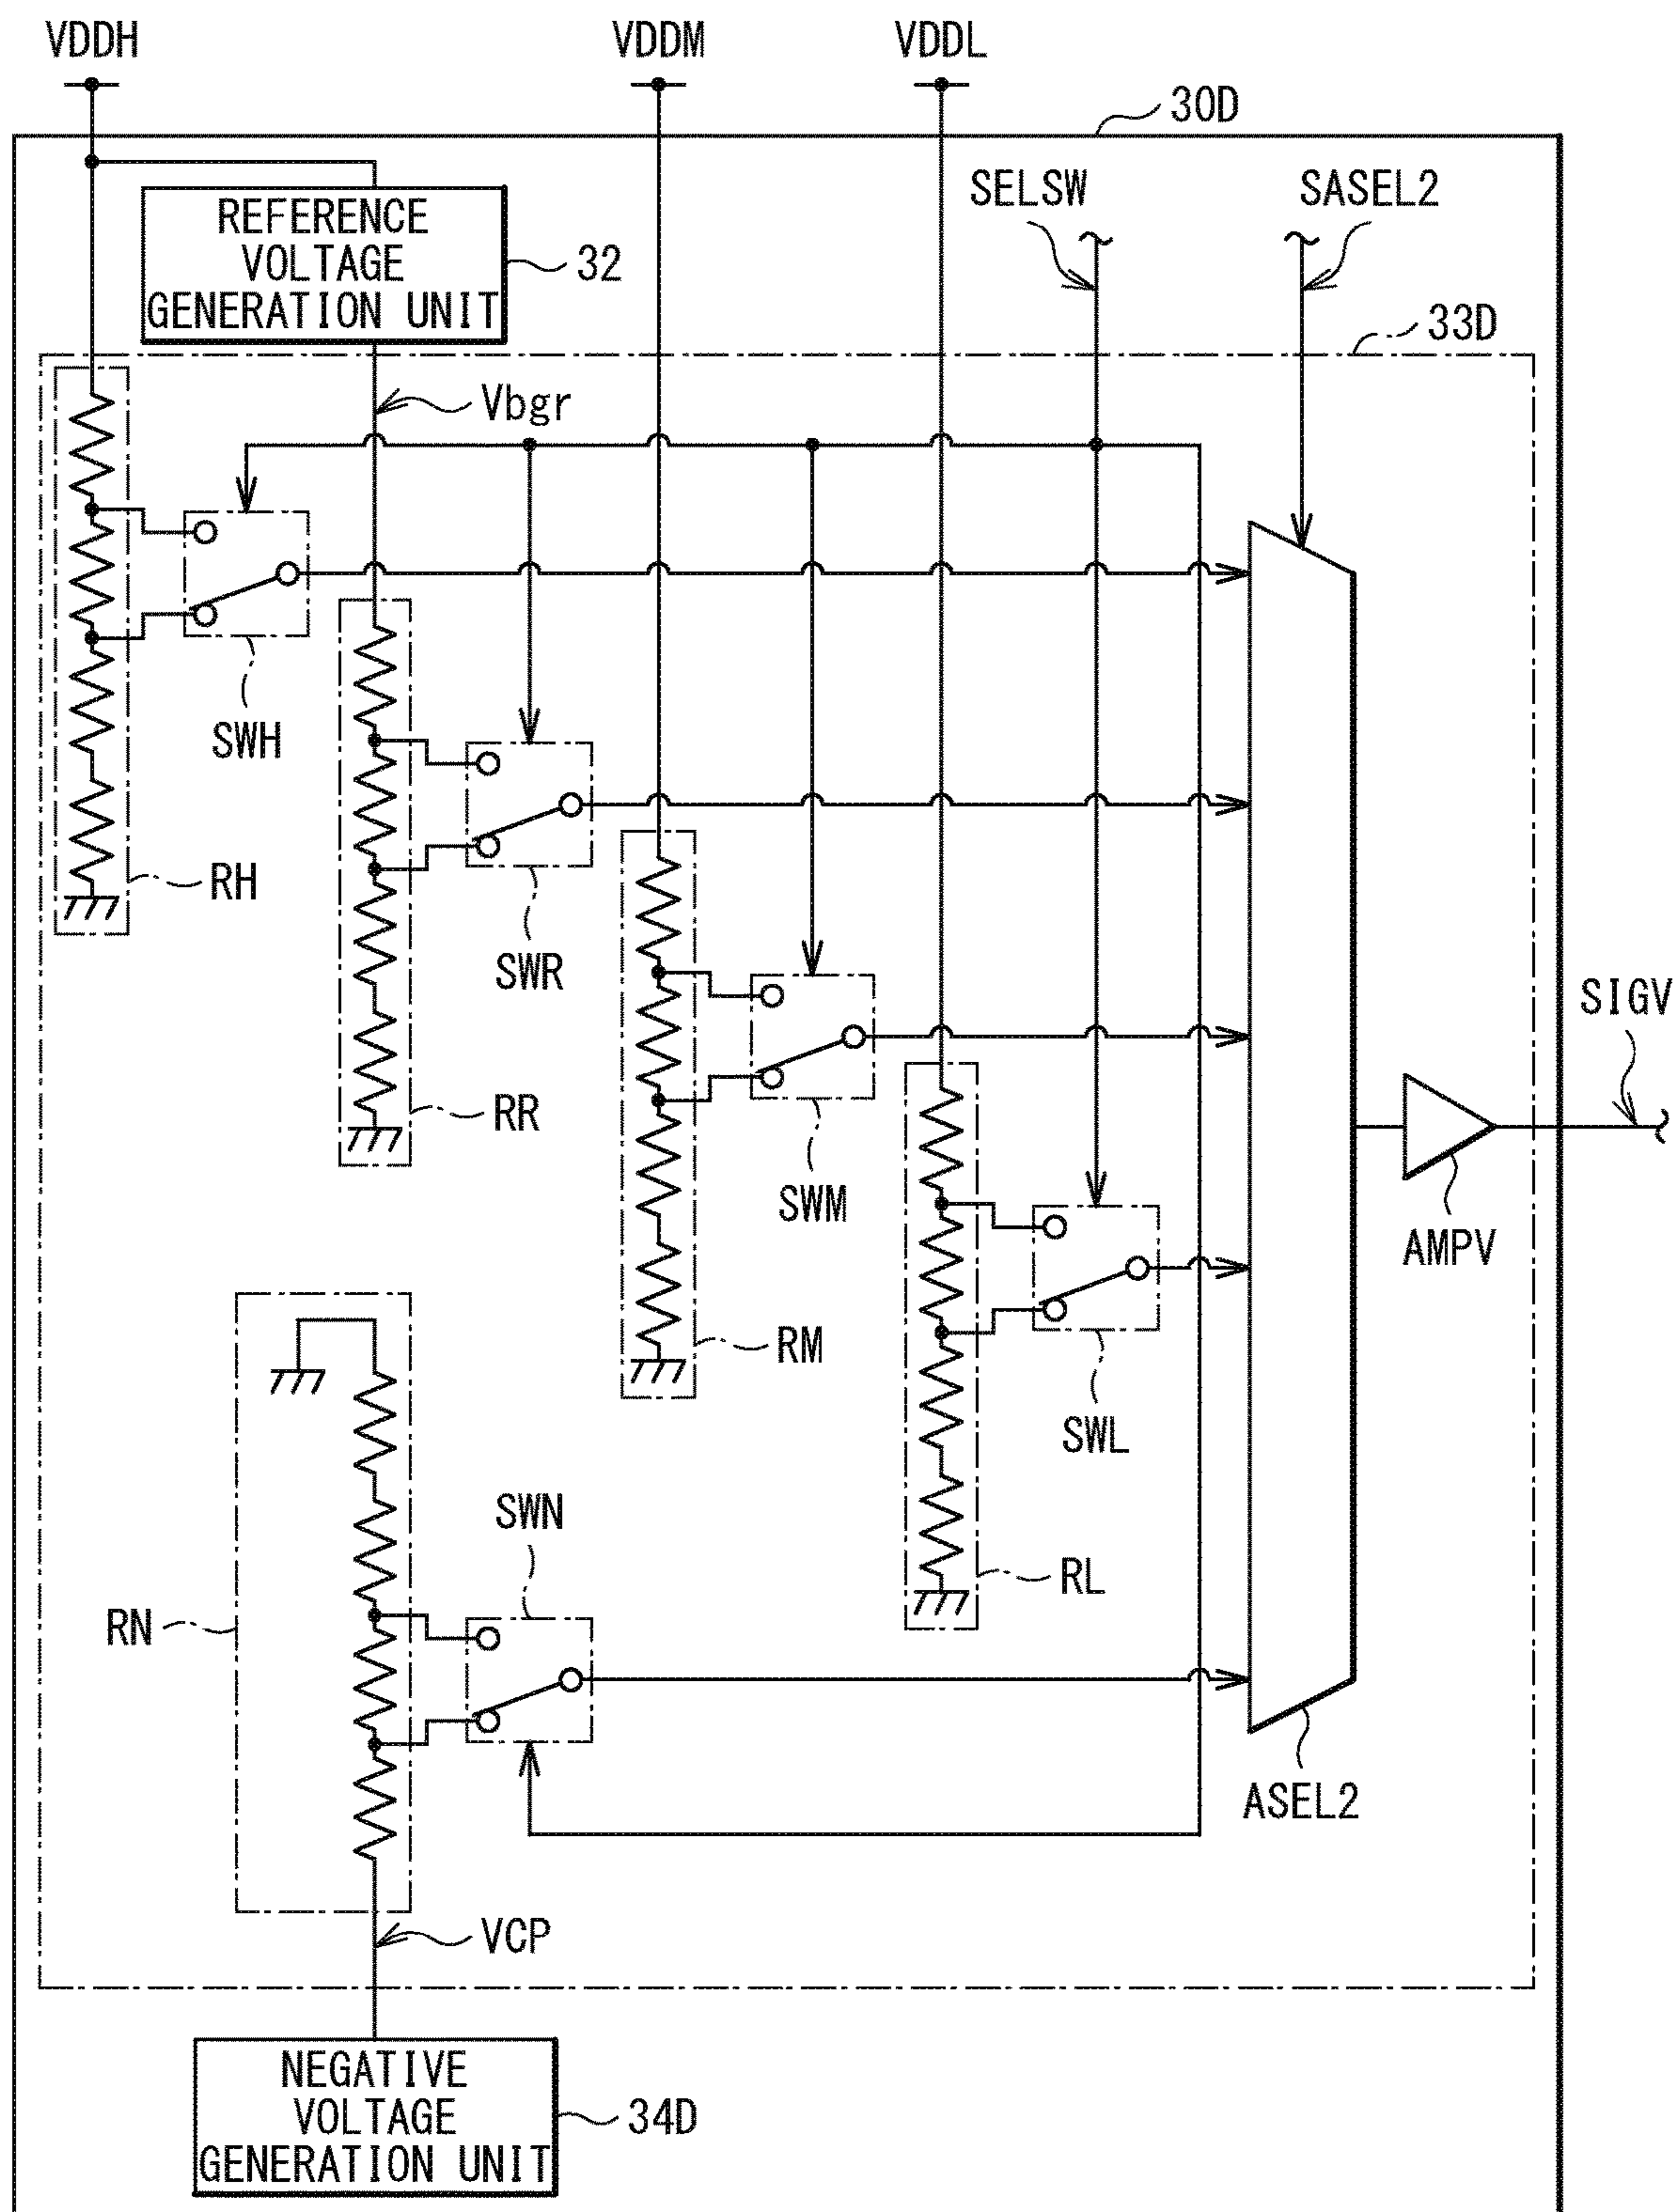 VDDH
VDDM
VDDL
30D
SELSW
SASEL2
REFERENCE
VOLTAGE
GENERATION UNIT
32
33D
Vbgr
SWH
RH
SWR
RR
SWM
SIGV
AMPV
RM
SWL
SWN
RL
RN
ASEL2
VCP
NEGATIVE
VOLTAGE
GENERATION UNIT
34D